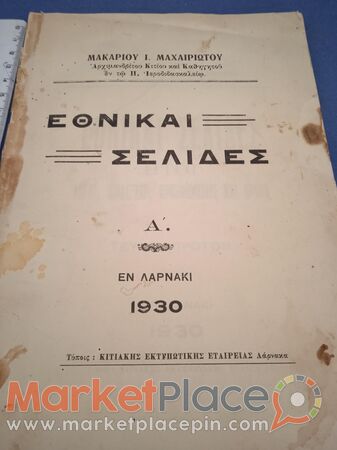 ΜΑΚΑΡΙΟΥ Ι. ΜΑΧΑΙΡΙΩΤΟΥ
Ἀρχιμανδρίτου Κιτίου καὶ Καθηγητοῦ
ἐν τῷ Π. Ἱεροδιδασκαλείῳ.
ΕΘΝΙΚΑΙ
ΣΕΛΙΔΕΣ
Α΄.
ΕΝ ΛΑΡΝΑΚΙ
1930
Τύποις : ΚΙΤΙΑΚΗΣ ΕΚΤΥΠΩΤΙΚΗΣ ΕΤΑΙΡΕΙΑΣ Λάρνακα
MarketPlace
www.marketplacepin.com